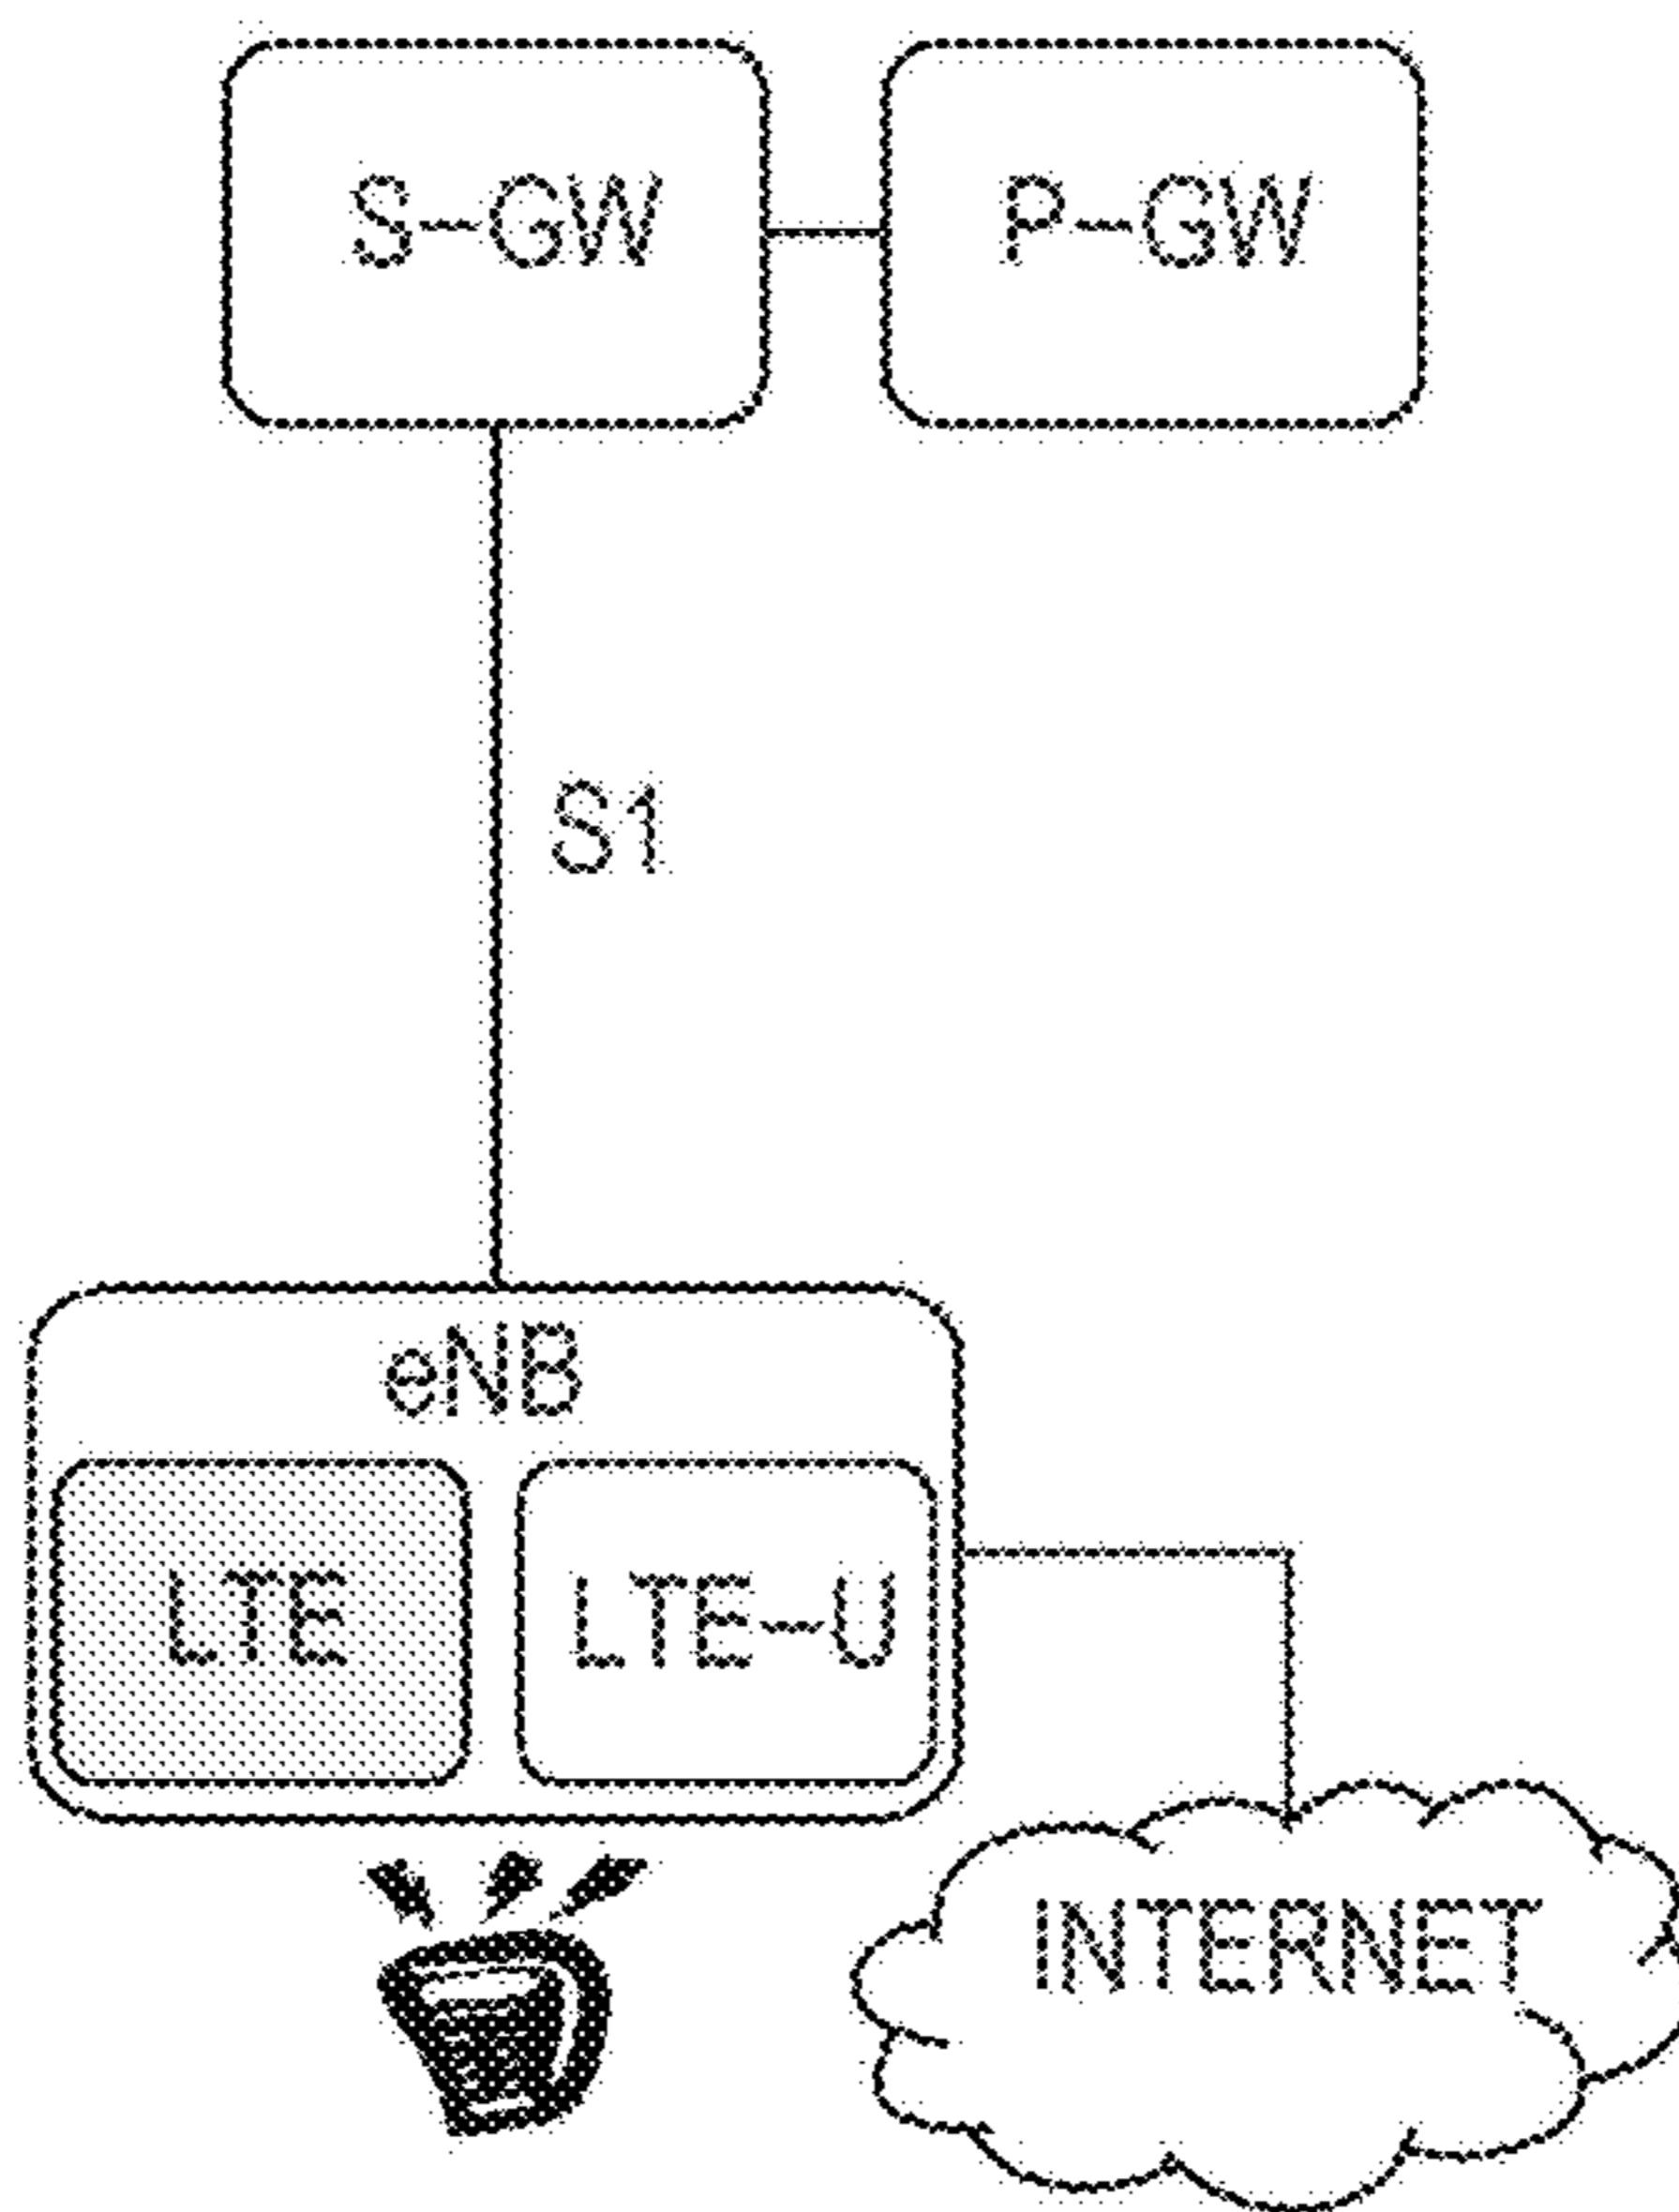 S-GW P-GW
S1
eNB
LTE LTE-U
INTERNET